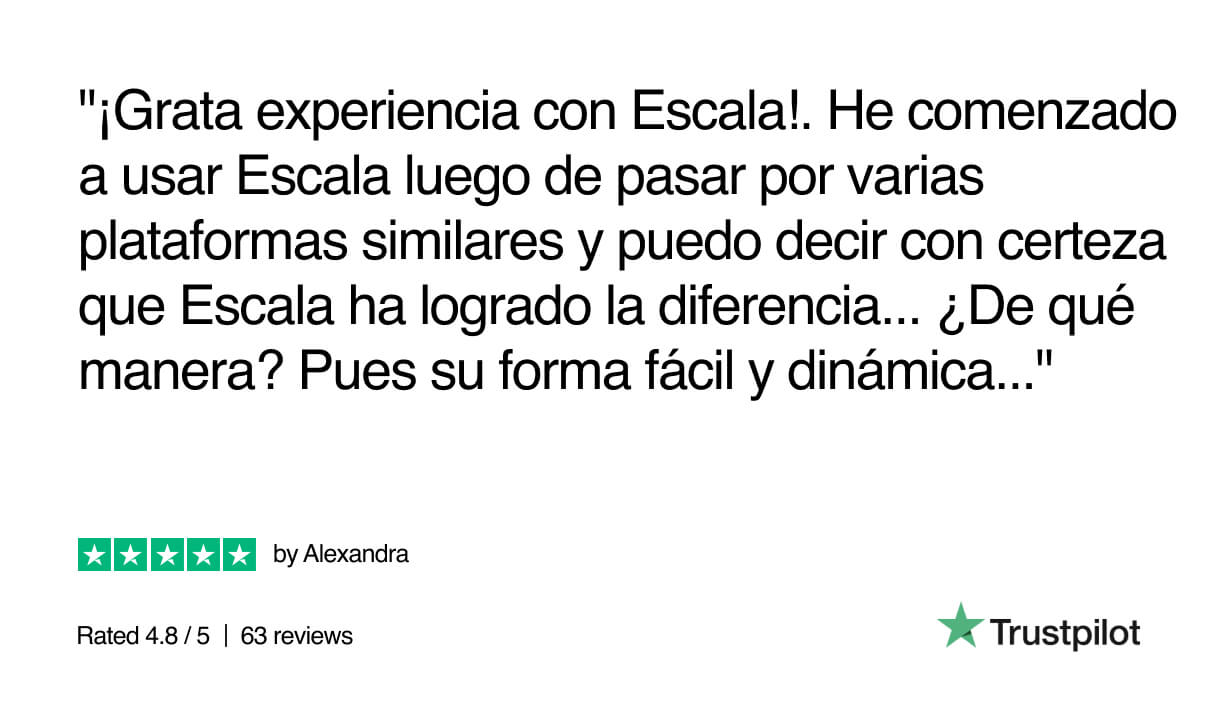 "¡Grata experiencia con Escala!. He comenzado
a usar Escala luego de pasar por varias
plataformas similares y puedo decir con certeza
que Escala ha logrado la diferencia... ¿De qué
manera? Pues su forma fácil y dinámica..."
by Alexandra
Rated 4.8 / 5 | 63 reviews
Trustpilot